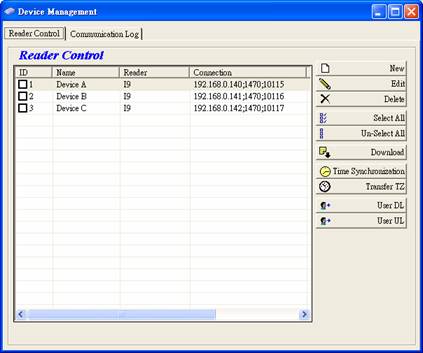 Device Management
Reader Control Communication Log
Reader Control
ID Name Reader Connection
1 Device A I9 192.168.0.140;1470;10115
2 Device B I9 192.168.0.141;1470;10116
3 Device C I9 192.168.0.142;1470;10117
New
Edit
Delete
Select All
Un-Select All
Download
Time Synchronization
Transfer TZ
User DL
User UL